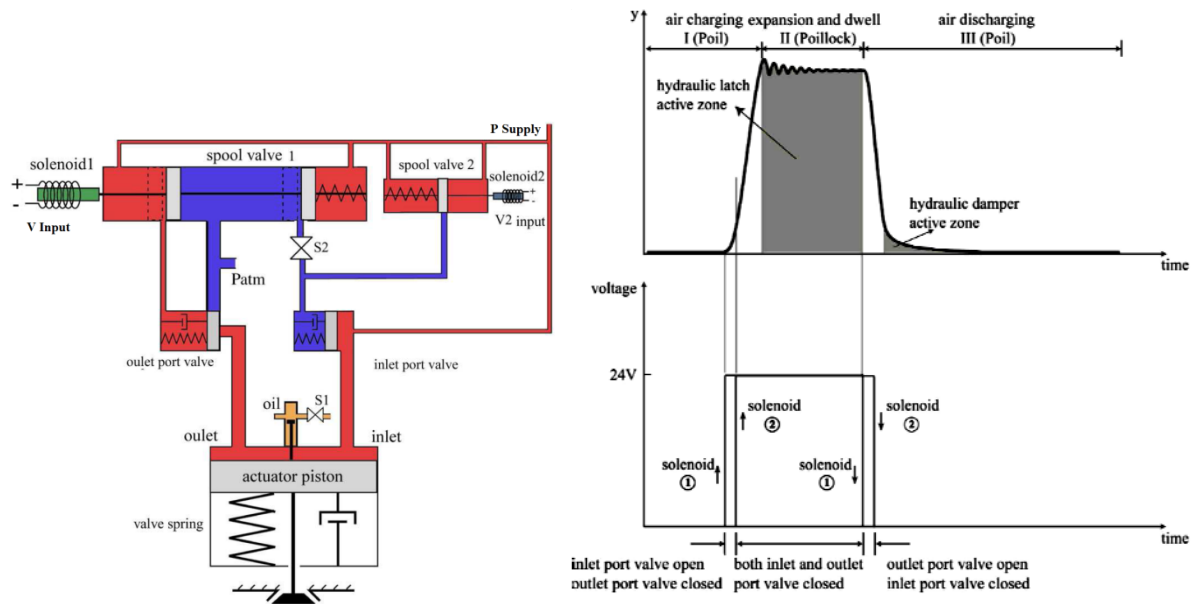 P Supply
solenoid1
spool valve 1
spool valve 2
solenoid2
+
-
+
-
V Input
V2 input
S2
Patm
oulet port valve
inlet port valve
oil
S1
oulet
inlet
actuator piston
valve spring
y
air charging expansion and dwell
air discharging
I (Poil)
II (Poillock)
III (Poil)
hydraulic latch
active zone
hydraulic damper
active zone
time
voltage
24V
solenoid
②
solenoid
②
solenoid
①
solenoid
①
time
inlet port valve open
outlet port valve closed
both inlet and outlet
port valve closed
outlet port valve open
inlet port valve closed